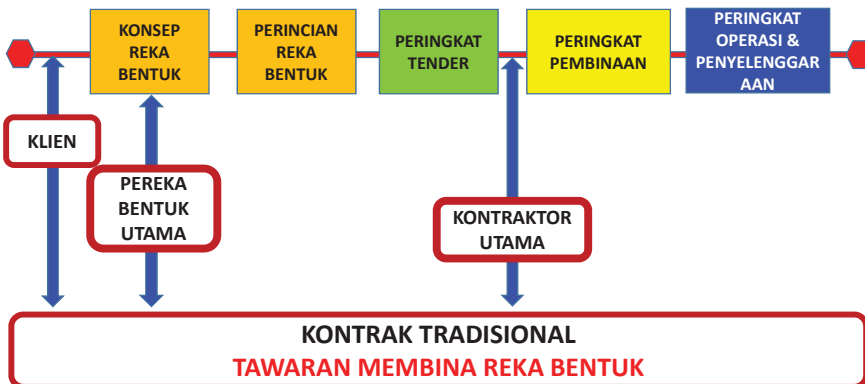 KONSEP
REKA
BENTUK
PERINCIAN
REKA
BENTUK
PERINGKAT
TENDER
PERINGKAT
PEMBINAAN
PERINGKAT
OPERASI &
PENYELENGGAR
AAN
KLIEN
PEREKA
BENTUK
UTAMA
KONTRAKTOR
UTAMA
KONTRAK TRADISIONAL
TAWARAN MEMBINA REKA BENTUK